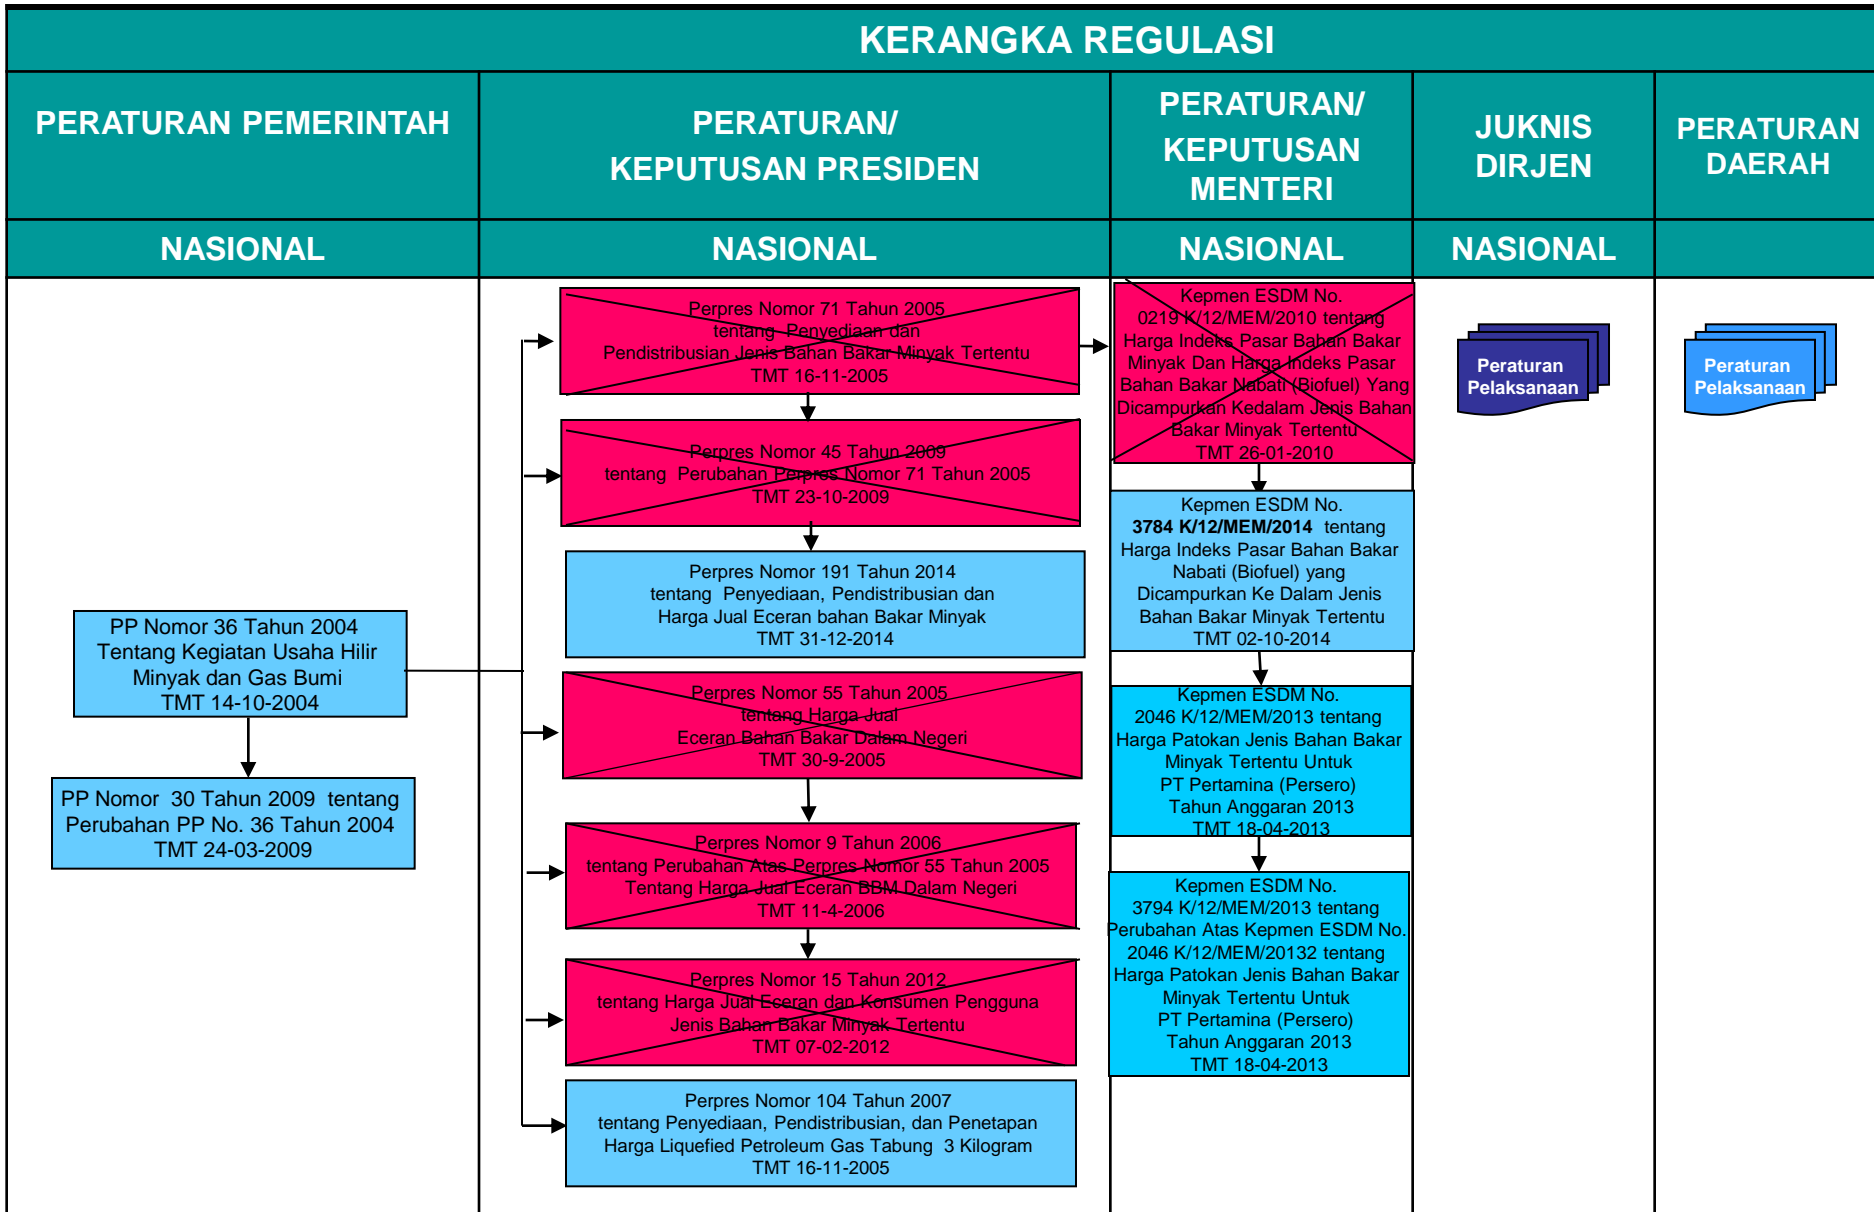 KERANGKA REGULASI
PERATURAN PEMERINTAH
PERATURAN/
KEPUTUSAN PRESIDEN
PERATURAN/
KEPUTUSAN
MENTERI
JUKNIS
DIRJEN
PERATURAN
DAERAH
NASIONAL
NASIONAL
NASIONAL
NASIONAL
PP Nomor 36 Tahun 2004
Tentang Kegiatan Usaha Hilir
Minyak dan Gas Bumi
TMT 14-10-2004
PP Nomor  30 Tahun 2009  tentang
Perubahan PP No. 36 Tahun 2004
TMT 24-03-2009
Perpres Nomor 71 Tahun 2005
tentang  Penyediaan dan
Pendistribusian Jenis Bahan Bakar Minyak Tertentu
TMT 16-11-2005
Perpres Nomor 45 Tahun 2009
tentang  Perubahan Perpres Nomor 71 Tahun 2005
TMT 23-10-2009
Perpres Nomor 191 Tahun 2014
tentang  Penyediaan, Pendistribusian dan
Harga Jual Eceran bahan Bakar Minyak
TMT 31-12-2014
Perpres Nomor 55 Tahun 2005
tentang Harga Jual
Eceran Bahan Bakar Dalam Negeri
TMT 30-9-2005
Perpres Nomor 9 Tahun 2006
tentang Perubahan Atas Perpres Nomor 55 Tahun 2005
Tentang Harga Jual Eceran BBM Dalam Negeri
TMT 11-4-2006
Perpres Nomor 15 Tahun 2012
tentang Harga Jual Eceran dan Konsumen Pengguna
Jenis Bahan Bakar Minyak Tertentu
TMT 07-02-2012
Perpres Nomor 104 Tahun 2007
tentang Penyediaan, Pendistribusian, dan Penetapan
Harga Liquefied Petroleum Gas Tabung  3 Kilogram
TMT 16-11-2005
Kepmen ESDM No.
0219 K/12/MEM/2010 tentang
Harga Indeks Pasar Bahan Bakar
Minyak Dan Harga Indeks Pasar
Bahan Bakar Nabati (Biofuel) Yang
Dicampurkan Kedalam Jenis Bahan
Bakar Minyak Tertentu
TMT 26-01-2010
Kepmen ESDM No.
3784 K/12/MEM/2014  tentang
Harga Indeks Pasar Bahan Bakar
Nabati (Biofuel) yang
Dicampurkan Ke Dalam Jenis
Bahan Bakar Minyak Tertentu
TMT 02-10-2014
Kepmen ESDM No.
2046 K/12/MEM/2013 tentang
Harga Patokan Jenis Bahan Bakar
Minyak Tertentu Untuk
PT Pertamina (Persero)
Tahun Anggaran 2013
TMT 18-04-2013
Kepmen ESDM No.
3794 K/12/MEM/2013 tentang
Perubahan Atas Kepmen ESDM No.
2046 K/12/MEM/20132 tentang
Harga Patokan Jenis Bahan Bakar
Minyak Tertentu Untuk
PT Pertamina (Persero)
Tahun Anggaran 2013
TMT 18-04-2013
Peraturan
Pelaksanaan
Peraturan
Pelaksanaan